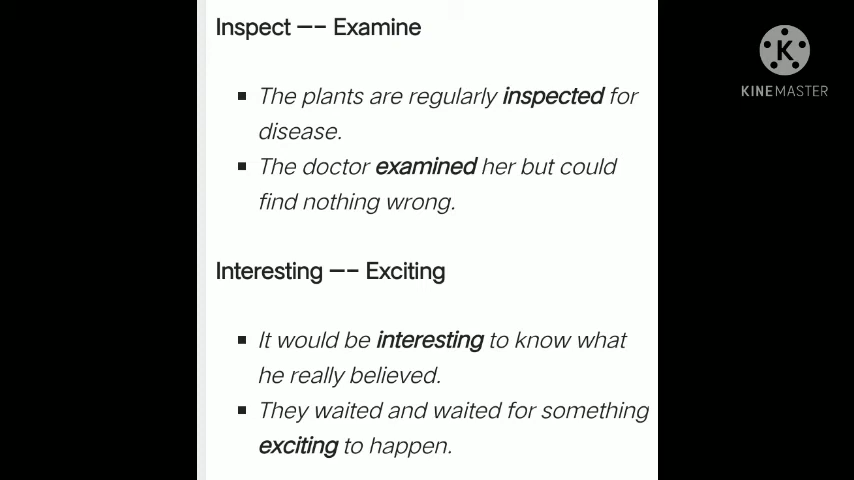 Inspect –– Examine
K
KINEMASTER
▪ The plants are regularly inspected for
disease.
▪ The doctor examined her but could
find nothing wrong.
Interesting –– Exciting
▪ It would be interesting to know what
he really believed.
▪ They waited and waited for something
exciting to happen.